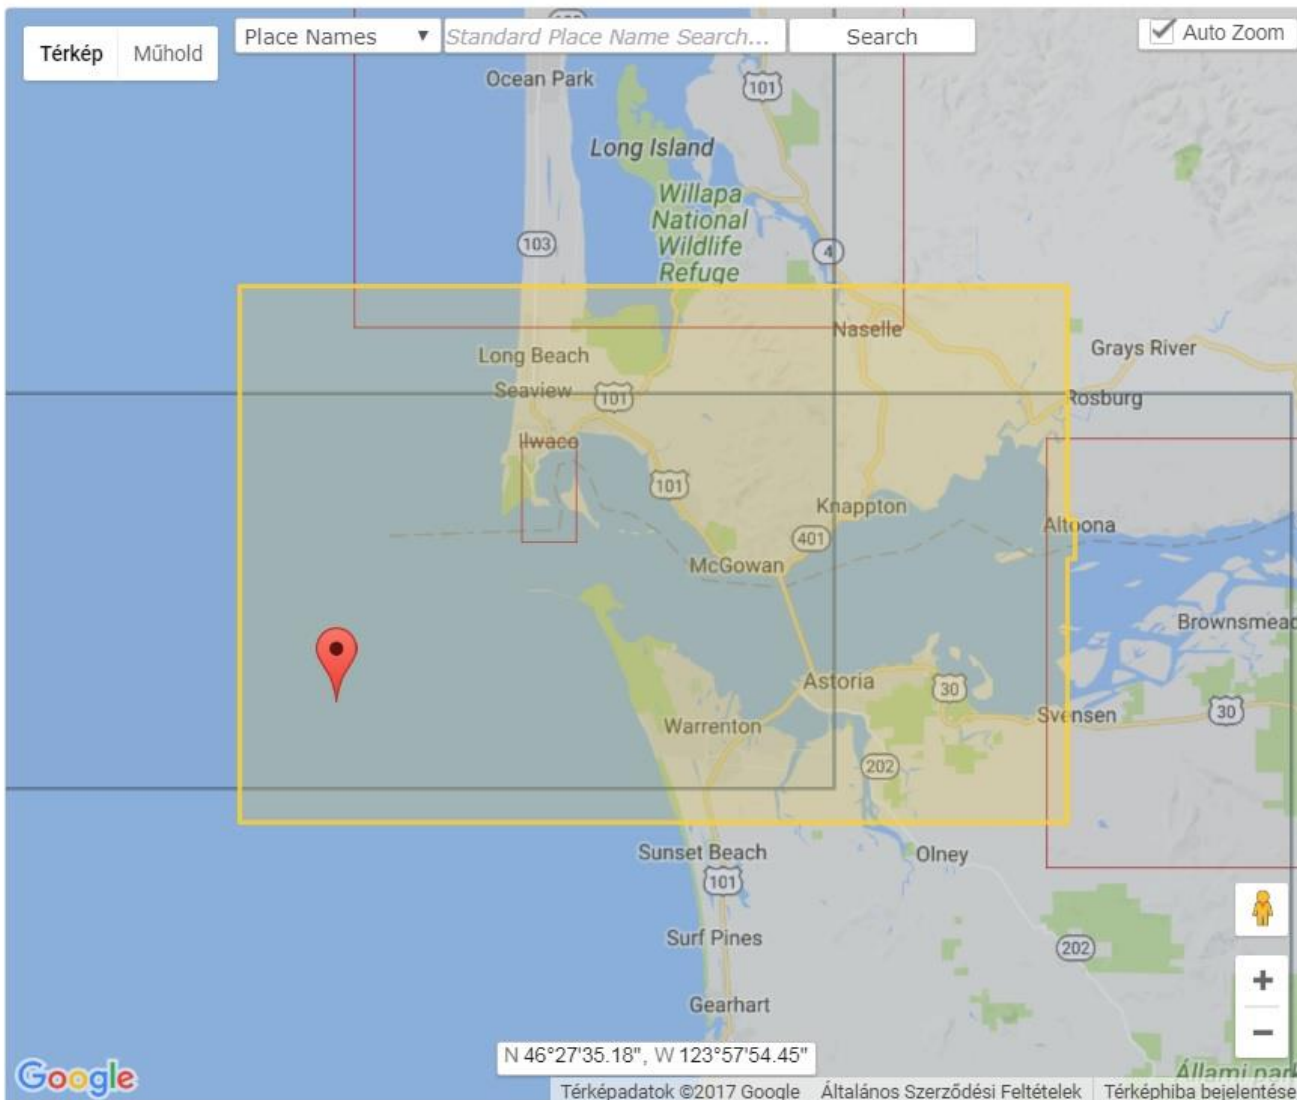 Térkép Műhold Place Names Standard Place Name Search... Search Auto Zoom
Ocean Park
101
Long Island
Willapa
National
Wildlife
Refuge
103
4
Naselle
Grays River
Long Beach
Seaview
101
Rosburg
Ilwaco
101
Knappton
Altoona
401
McGowan
Brownsmead
Astoria
30
Svensen
30
Warrenton
202
Sunset Beach
Olney
101
Surf Pines
202
Gearhart
+
−
N 46°27'35.18", W 123°57'54.45"
Google
Állami park
Térképadatok ©2017 Google Általános Szerződési Feltételek Térképhiba bejelentése